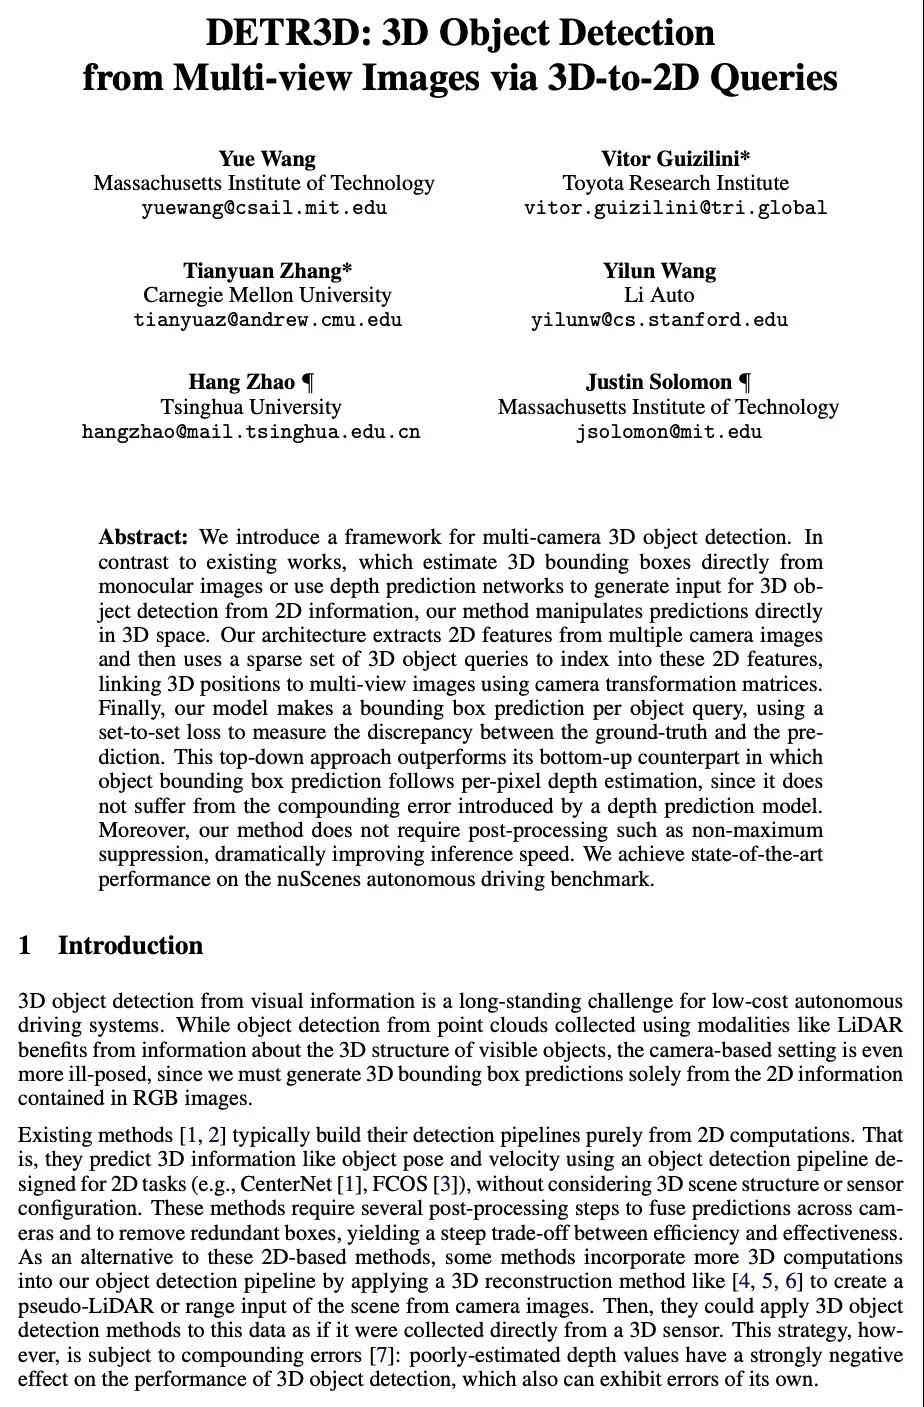 DETR3D: 3D Object Detection
from Multi-view Images via 3D-to-2D Queries
Yue Wang
Massachusetts Institute of Technology
yuewang@csail.mit.edu
Vitor Guizilini*
Toyota Research Institute
vitor.guizilini@tri.global
Tianyuan Zhang*
Carnegie Mellon University
tianyuaz@andrew.cmu.edu
Yilun Wang
Li Auto
yilunw@cs.stanford.edu
Hang Zhao ¶
Tsinghua University
hangzhao@mail.tsinghua.edu.cn
Justin Solomon ¶
Massachusetts Institute of Technology
jsolomon@mit.edu
Abstract: We introduce a framework for multi-camera 3D object detection. In
contrast to existing works, which estimate 3D bounding boxes directly from
monocular images or use depth prediction networks to generate input for 3D ob-
ject detection from 2D information, our method manipulates predictions directly
in 3D space. Our architecture extracts 2D features from multiple camera images
and then uses a sparse set of 3D object queries to index into these 2D features,
linking 3D positions to multi-view images using camera transformation matrices.
Finally, our model makes a bounding box prediction per object query, using a
set-to-set loss to measure the discrepancy between the ground-truth and the pre-
diction. This top-down approach outperforms its bottom-up counterpart in which
object bounding box prediction follows per-pixel depth estimation, since it does
not suffer from the compounding error introduced by a depth prediction model.
Moreover, our method does not require post-processing such as non-maximum
suppression, dramatically improving inference speed. We achieve state-of-the-art
performance on the nuScenes autonomous driving benchmark.
1 Introduction
3D object detection from visual information is a long-standing challenge for low-cost autonomous
driving systems. While object detection from point clouds collected using modalities like LiDAR
benefits from information about the 3D structure of visible objects, the camera-based setting is even
more ill-posed, since we must generate 3D bounding box predictions solely from the 2D information
contained in RGB images.
Existing methods [1, 2] typically build their detection pipelines purely from 2D computations. That
is, they predict 3D information like object pose and velocity using an object detection pipeline de-
signed for 2D tasks (e.g., CenterNet [1], FCOS [3]), without considering 3D scene structure or sensor
configuration. These methods require several post-processing steps to fuse predictions across cam-
eras and to remove redundant boxes, yielding a steep trade-off between efficiency and effectiveness.
As an alternative to these 2D-based methods, some methods incorporate more 3D computations
into our object detection pipeline by applying a 3D reconstruction method like [4, 5, 6] to create a
pseudo-LiDAR or range input of the scene from camera images. Then, they could apply 3D object
detection methods to this data as if it were collected directly from a 3D sensor. This strategy, how-
ever, is subject to compounding errors [7]: poorly-estimated depth values have a strongly negative
effect on the performance of 3D object detection, which also can exhibit errors of its own.